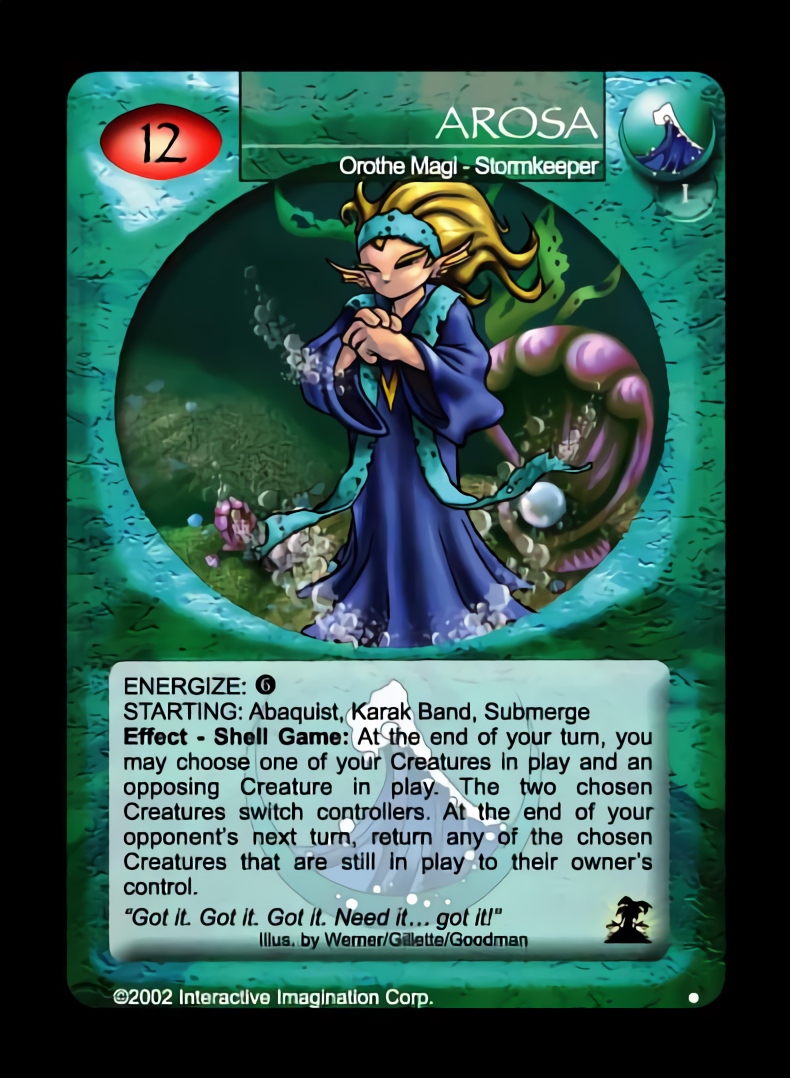 12
AROSA
Orothe Magi - Stormkeeper
1
ENERGIZE: 6
STARTING: Abaquist, Karak Band, Submerge
Effect - Shell Game: At the end of your turn, you
may choose one of your Creatures in play and an
opposing Creature in play. The two chosen
Creatures switch controllers. At the end of your
opponent's next turn, return any of the chosen
Creatures that are still in play to their owner's
control.
"Got it. Got it. Got it. Need it... got it!"
Illus. by Werner/Gillette/Goodman
©2002 Interactive Imagination Corp.